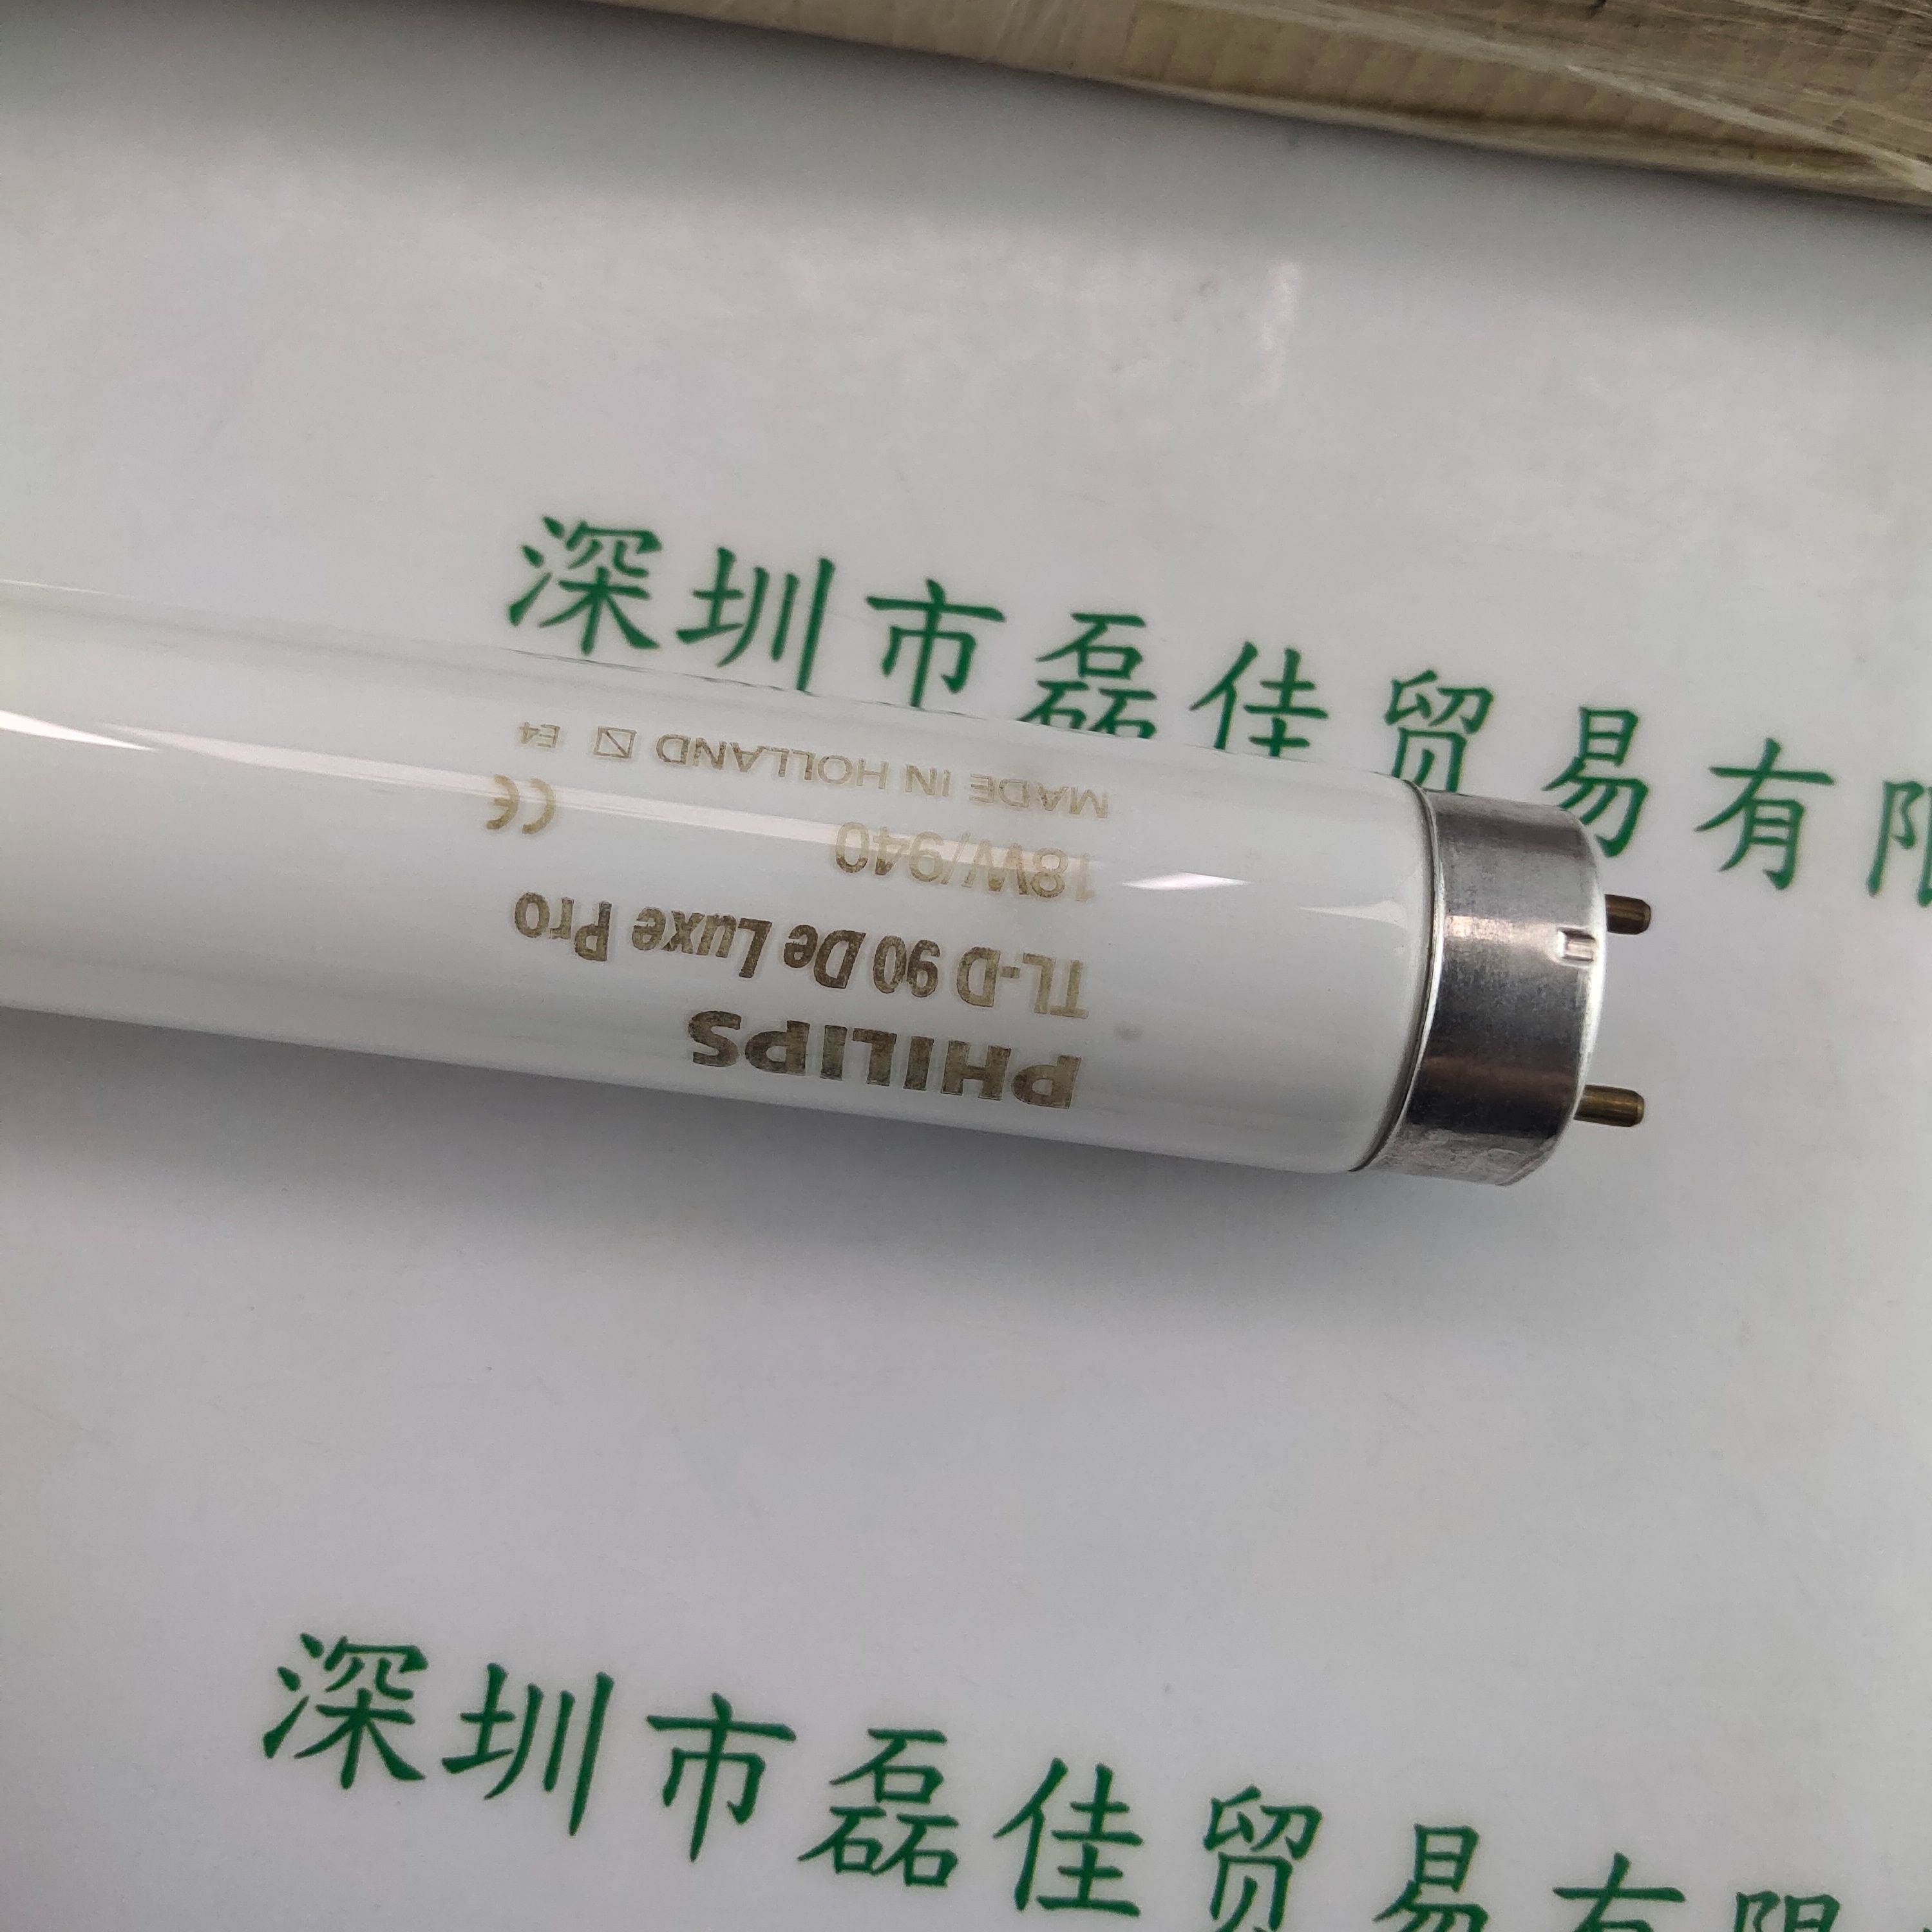 深圳市磊佳贸易有限
PHILIPS
TL-D 90 De Luxe Pro
18W/940
CE
MADE IN HOLLAND E4
深圳市磊佳贸易有限